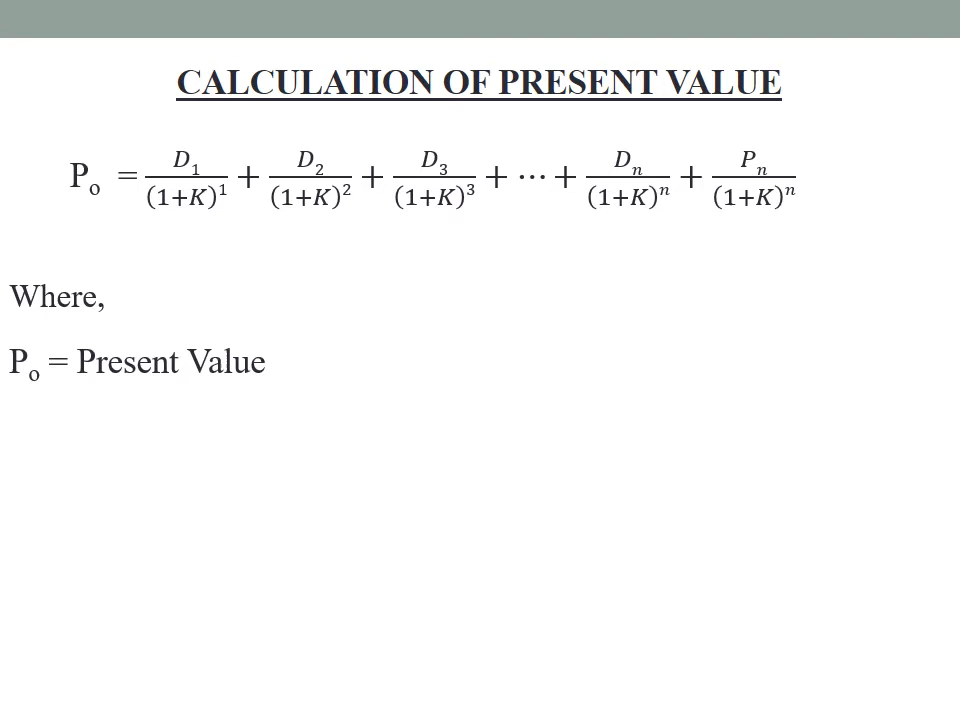 CALCULATION OF PRESENT VALUE
Pₒ = D₁/(1+K)¹ + D₂/(1+K)² + D₃/(1+K)³ + ⋯ + Dₙ/(1+K)ⁿ + Pₙ/(1+K)ⁿ
Where,
Pₒ = Present Value